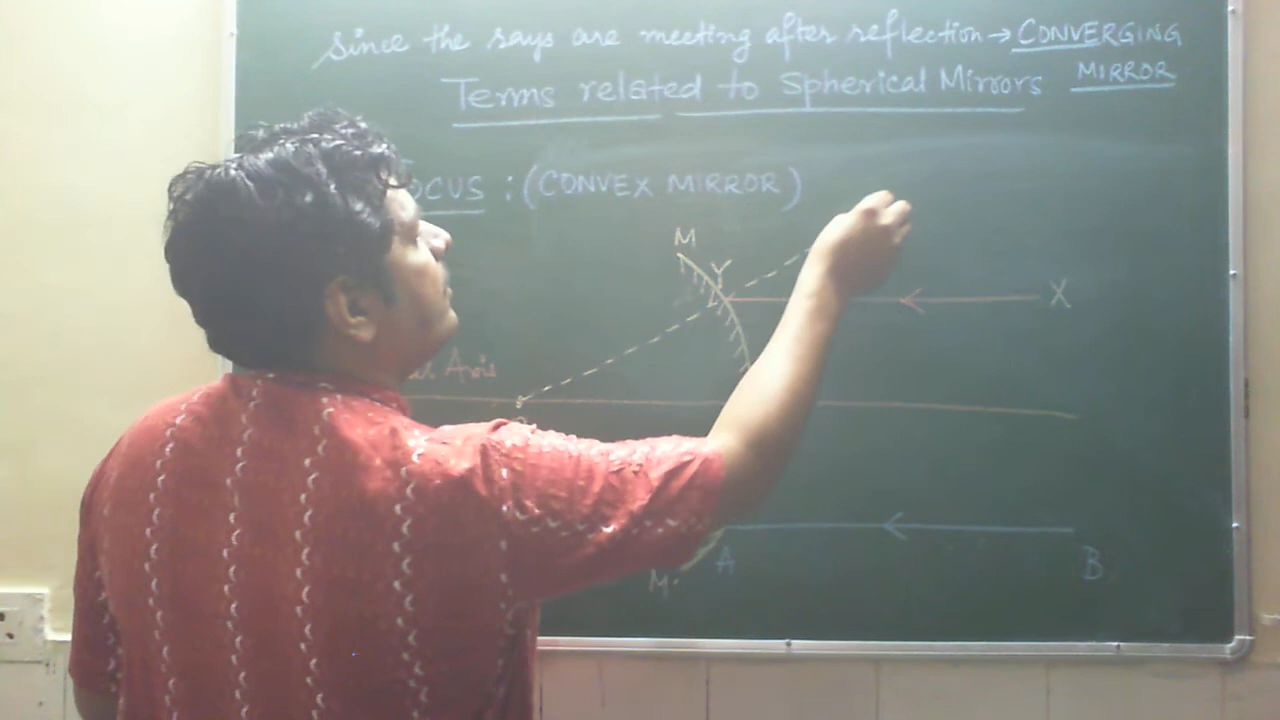 Since the rays are meeting after reflection → CONVERGING
MIRROR
Terms related to Spherical Mirrors
OCUS : (CONVEX MIRROR)
M
Y
X
Axis
A
B
M'